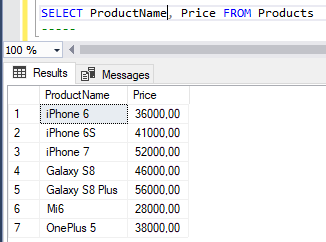 SELECT ProductName, Price FROM Products
-----
100 %
Results Messages
ProductName Price
1 iPhone 6 36000,00
2 iPhone 6S 41000,00
3 iPhone 7 52000,00
4 Galaxy S8 46000,00
5 Galaxy S8 Plus 56000,00
6 Mi6 28000,00
7 OnePlus 5 38000,00